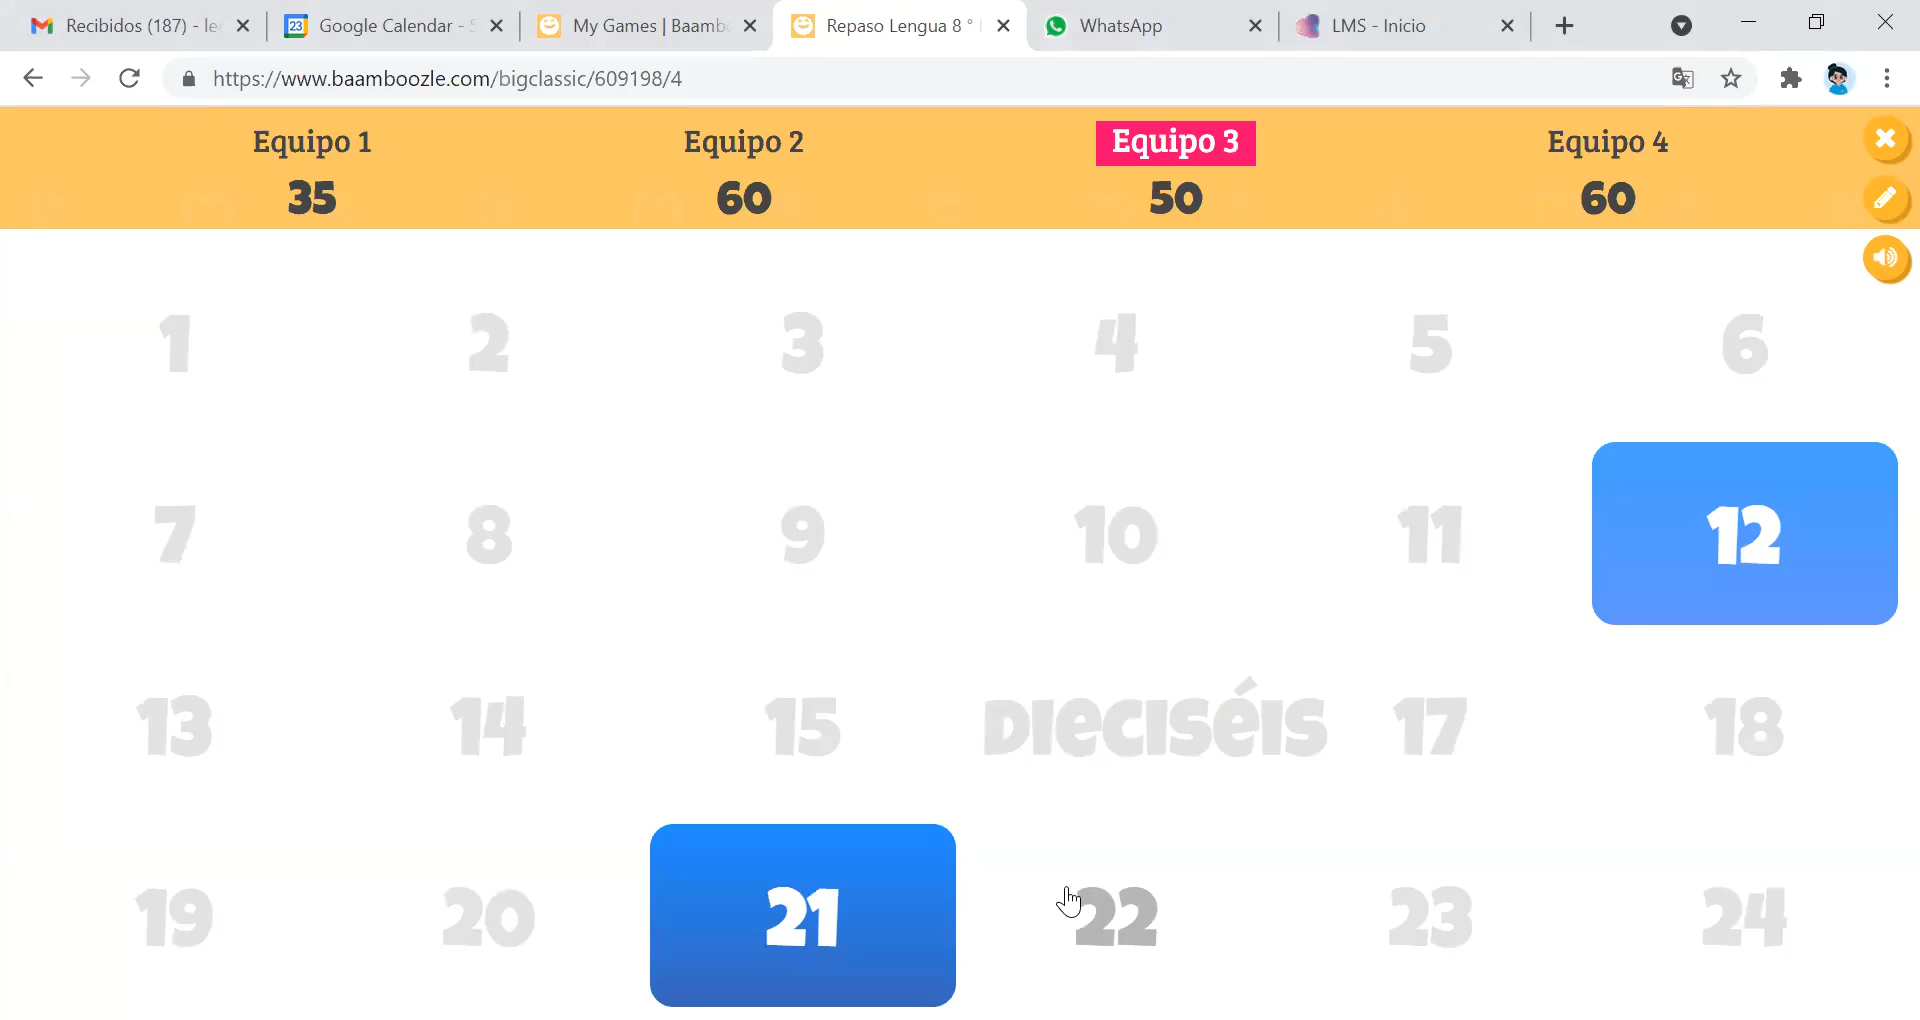 Recibidos (187) - le
Google Calendar - S
My Games | Baambo
Repaso Lengua 8 °
WhatsApp
LMS - Inicio
https://www.baamboozle.com/bigclassic/609198/4
Equipo 1
Equipo 2
Equipo 3
Equipo 4
35
60
50
60
1 2 3 4 5 6
7 8 9 10 11 12
13 14 15 Dieciséis 17 18
19 20 21 22 23 24